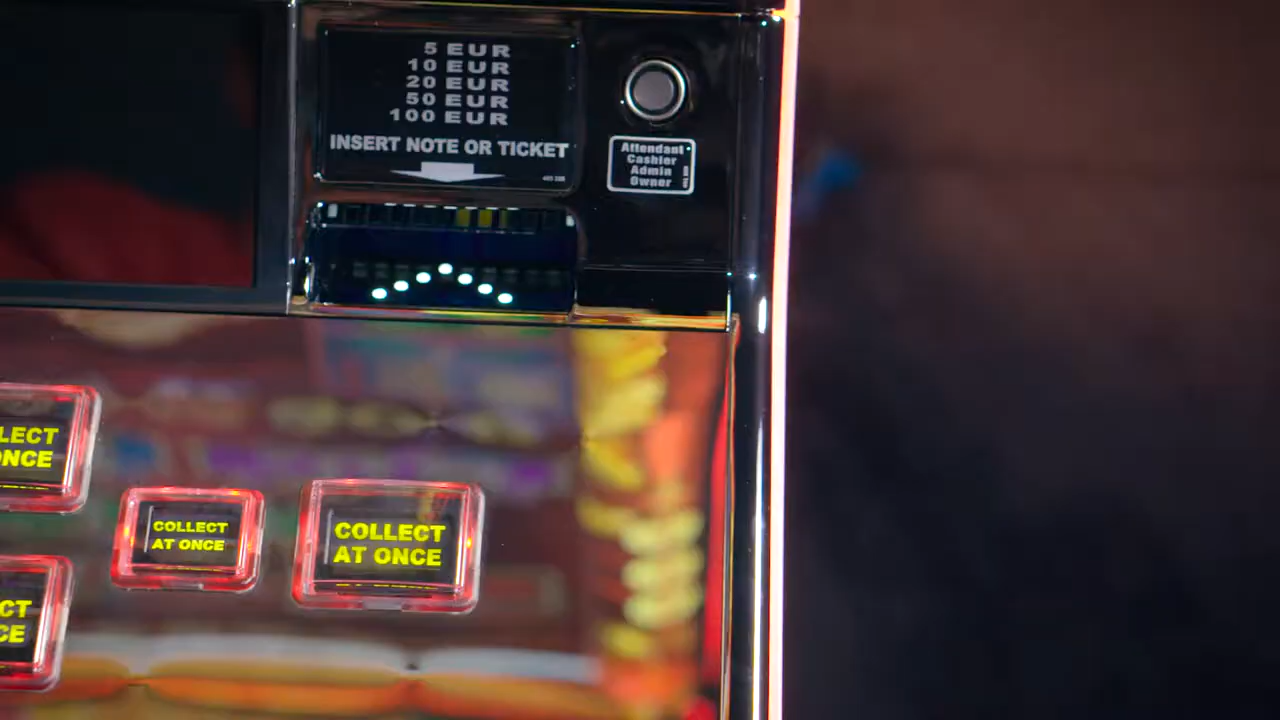 5 EUR
10 EUR
20 EUR
50 EUR
100 EUR
INSERT NOTE OR TICKET
Attendant
Cashier
Admin
Owner
LLECT
ONCE
COLLECT
AT ONCE
COLLECT
AT ONCE
CT
CE